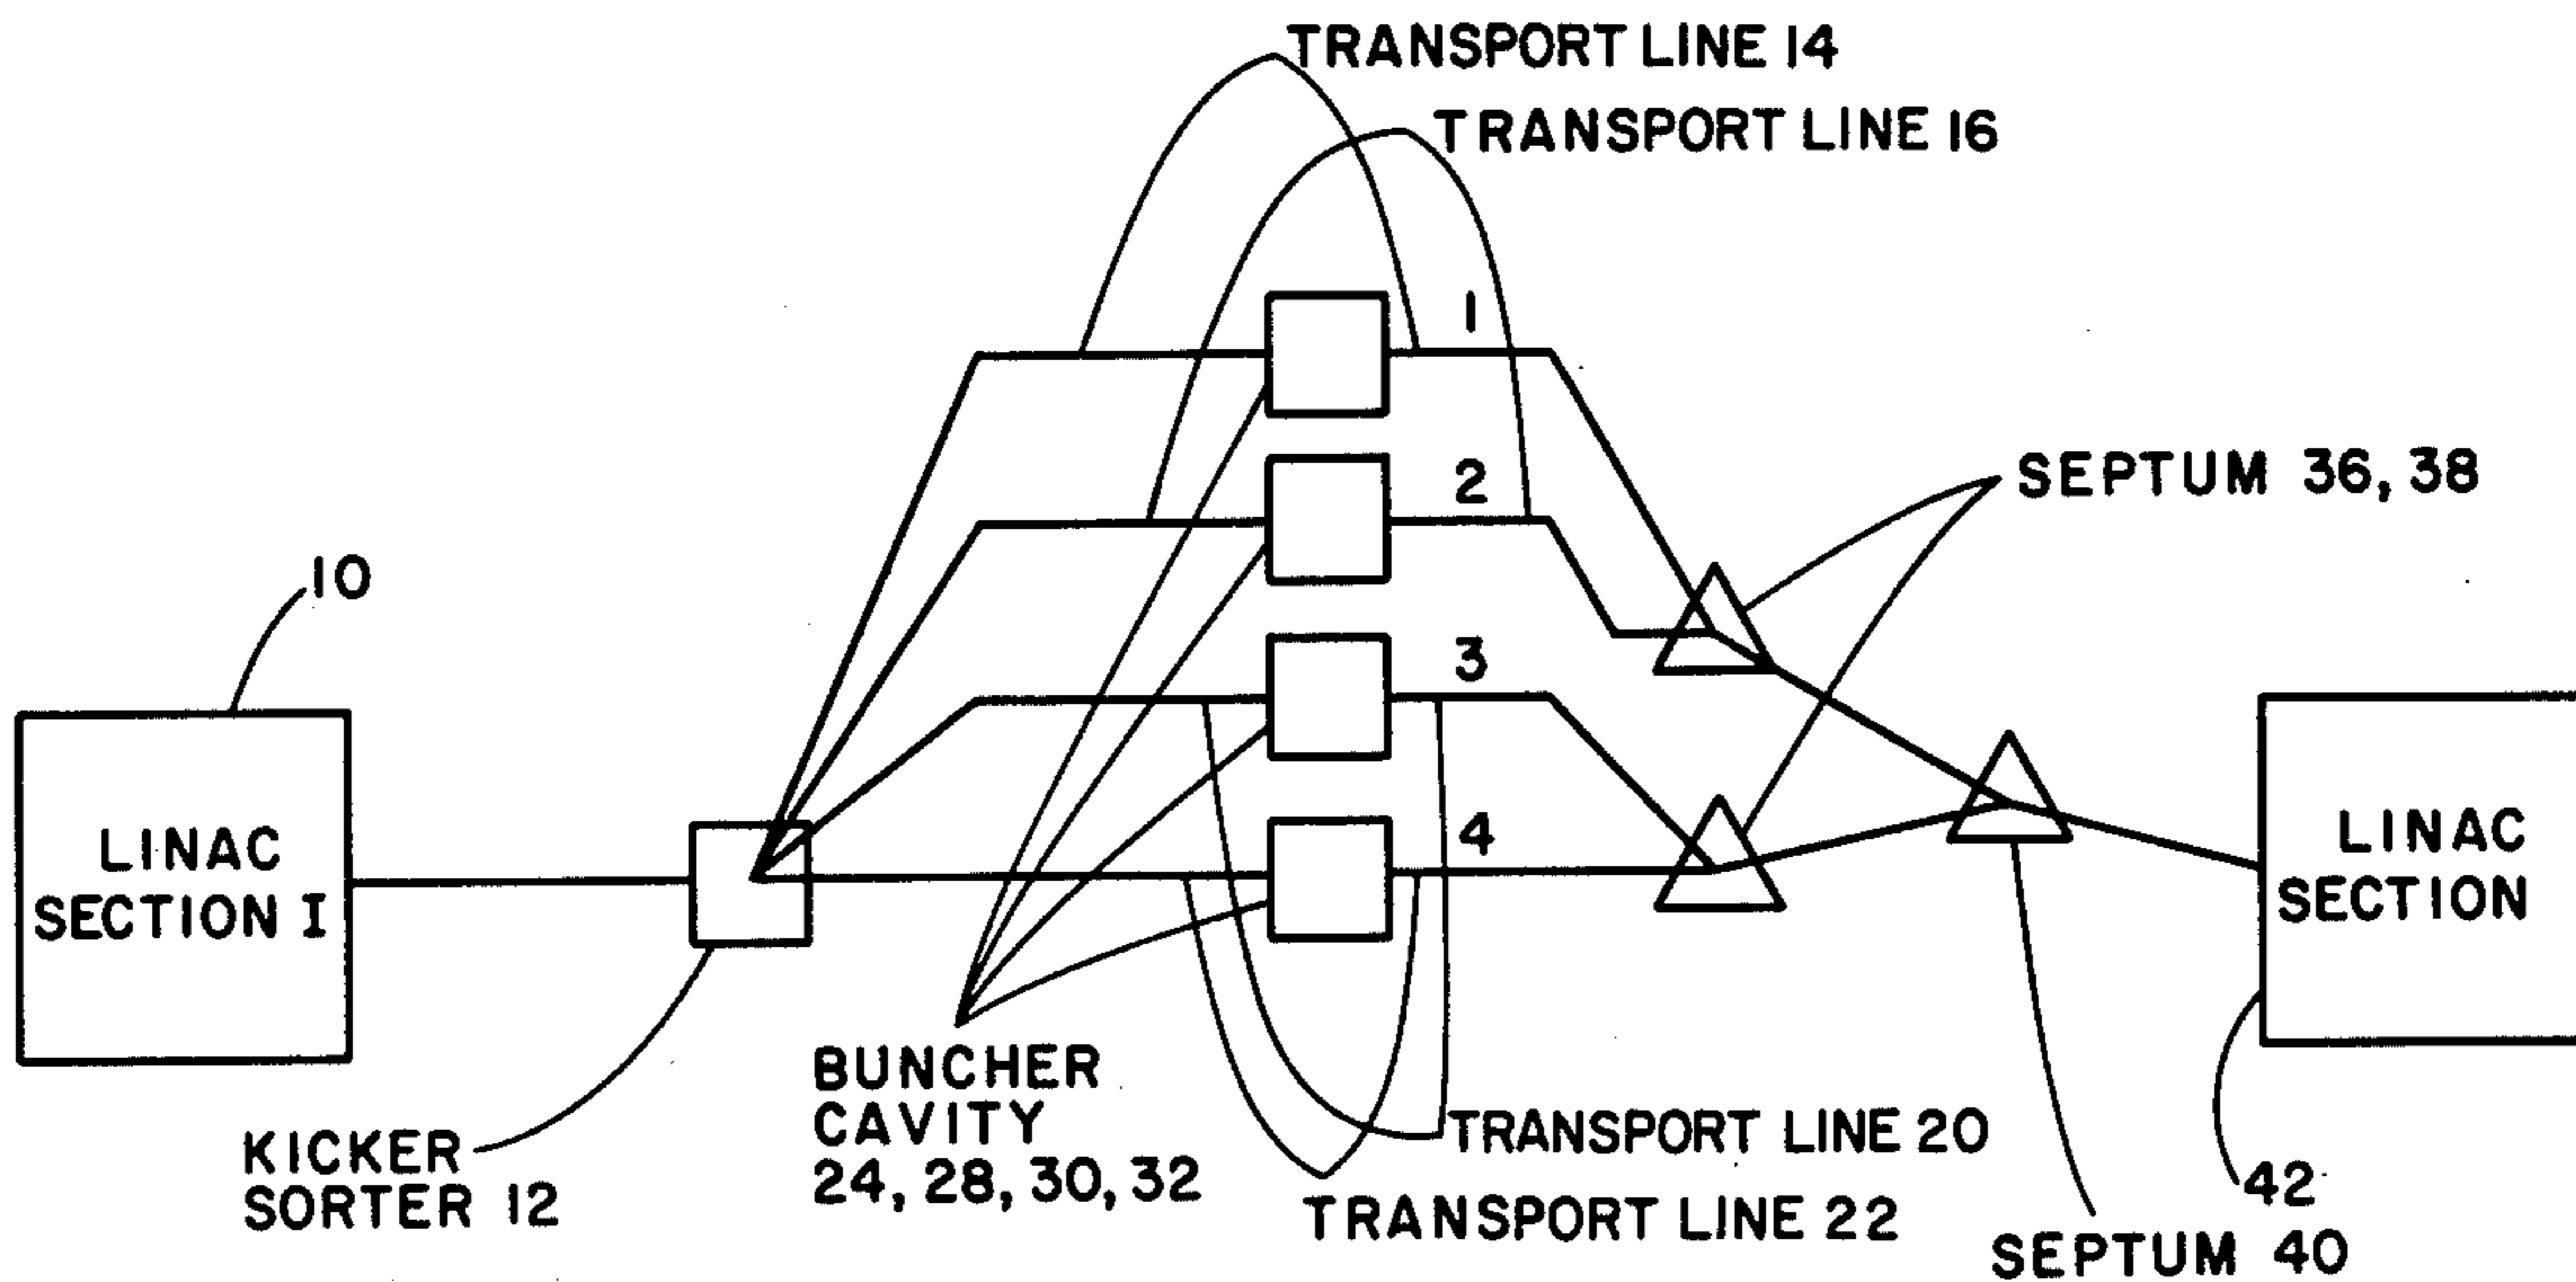 TRANSPORT LINE 14
TRANSPORT LINE 16
1
2
SEPTUM 36, 38
10
3
LINAC
SECTION I
4
LINAC
SECTION
BUNCHER
CAVITY
24, 28, 30, 32
KICKER
SORTER 12
TRANSPORT LINE 20
TRANSPORT LINE 22
42
SEPTUM 40